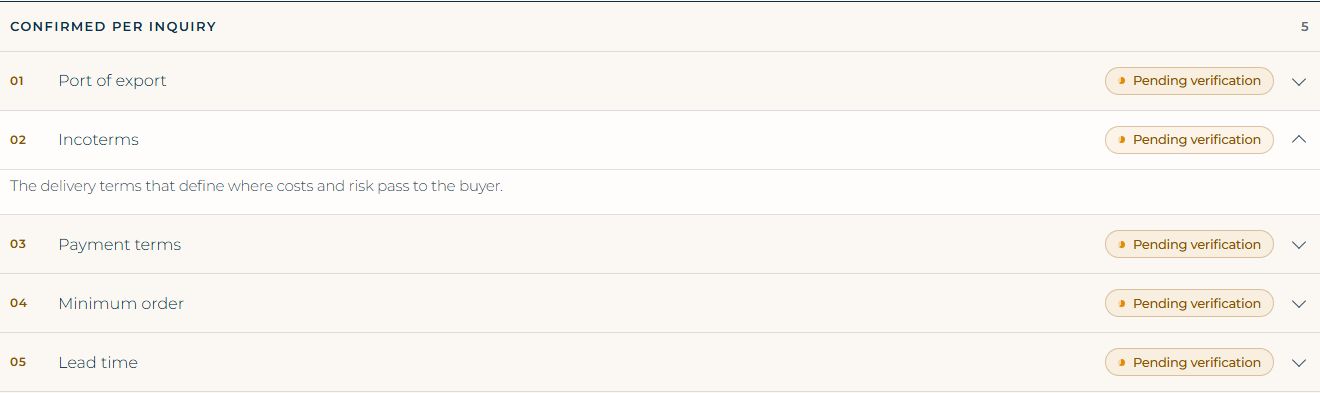 CONFIRMED PER INQUIRY 5
01 Port of export Pending verification
02 Incoterms Pending verification
The delivery terms that define where costs and risk pass to the buyer.
03 Payment terms Pending verification
04 Minimum order Pending verification
05 Lead time Pending verification